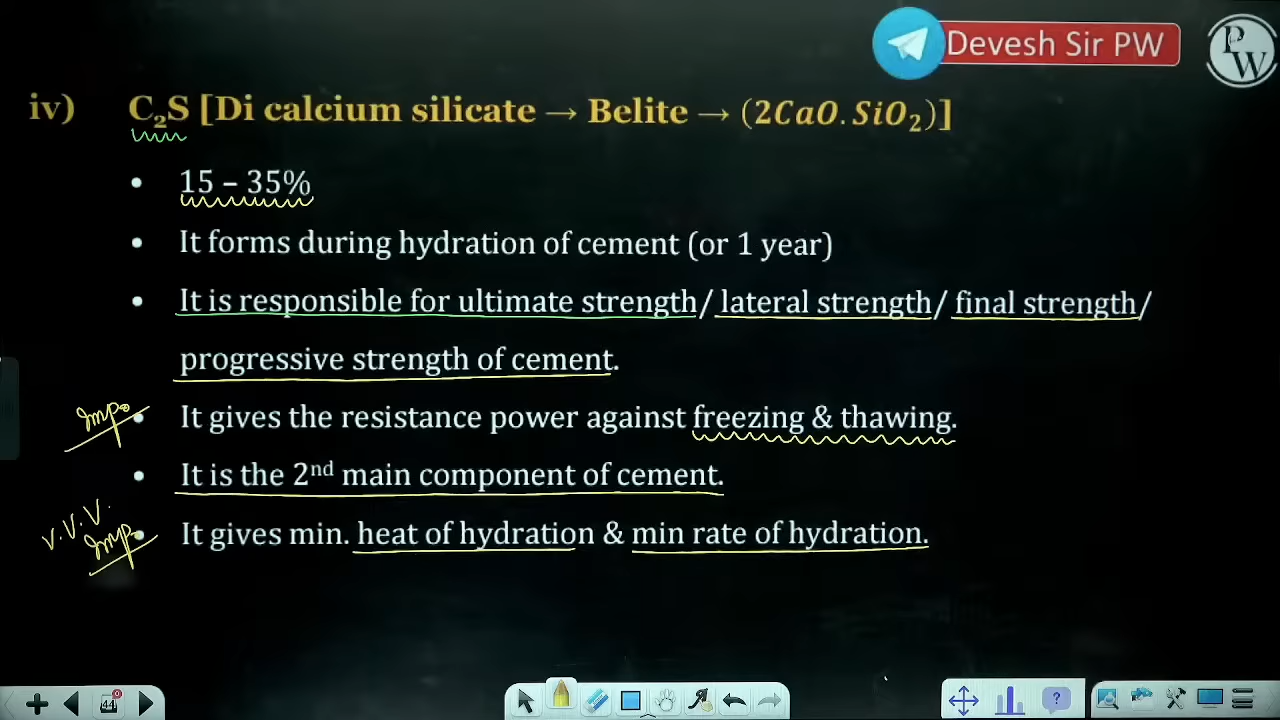 Devesh Sir PW
PW
iv) C₂S [Di calcium silicate → Belite → (2CaO.SiO₂)]
• 15 – 35%
• It forms during hydration of cement (or 1 year)
• It is responsible for ultimate strength/ lateral strength/ final strength/
progressive strength of cement.
Imp. • It gives the resistance power against freezing & thawing.
• It is the 2nd main component of cement.
V.V.V.
Imp. • It gives min. heat of hydration & min rate of hydration.
44
0
?